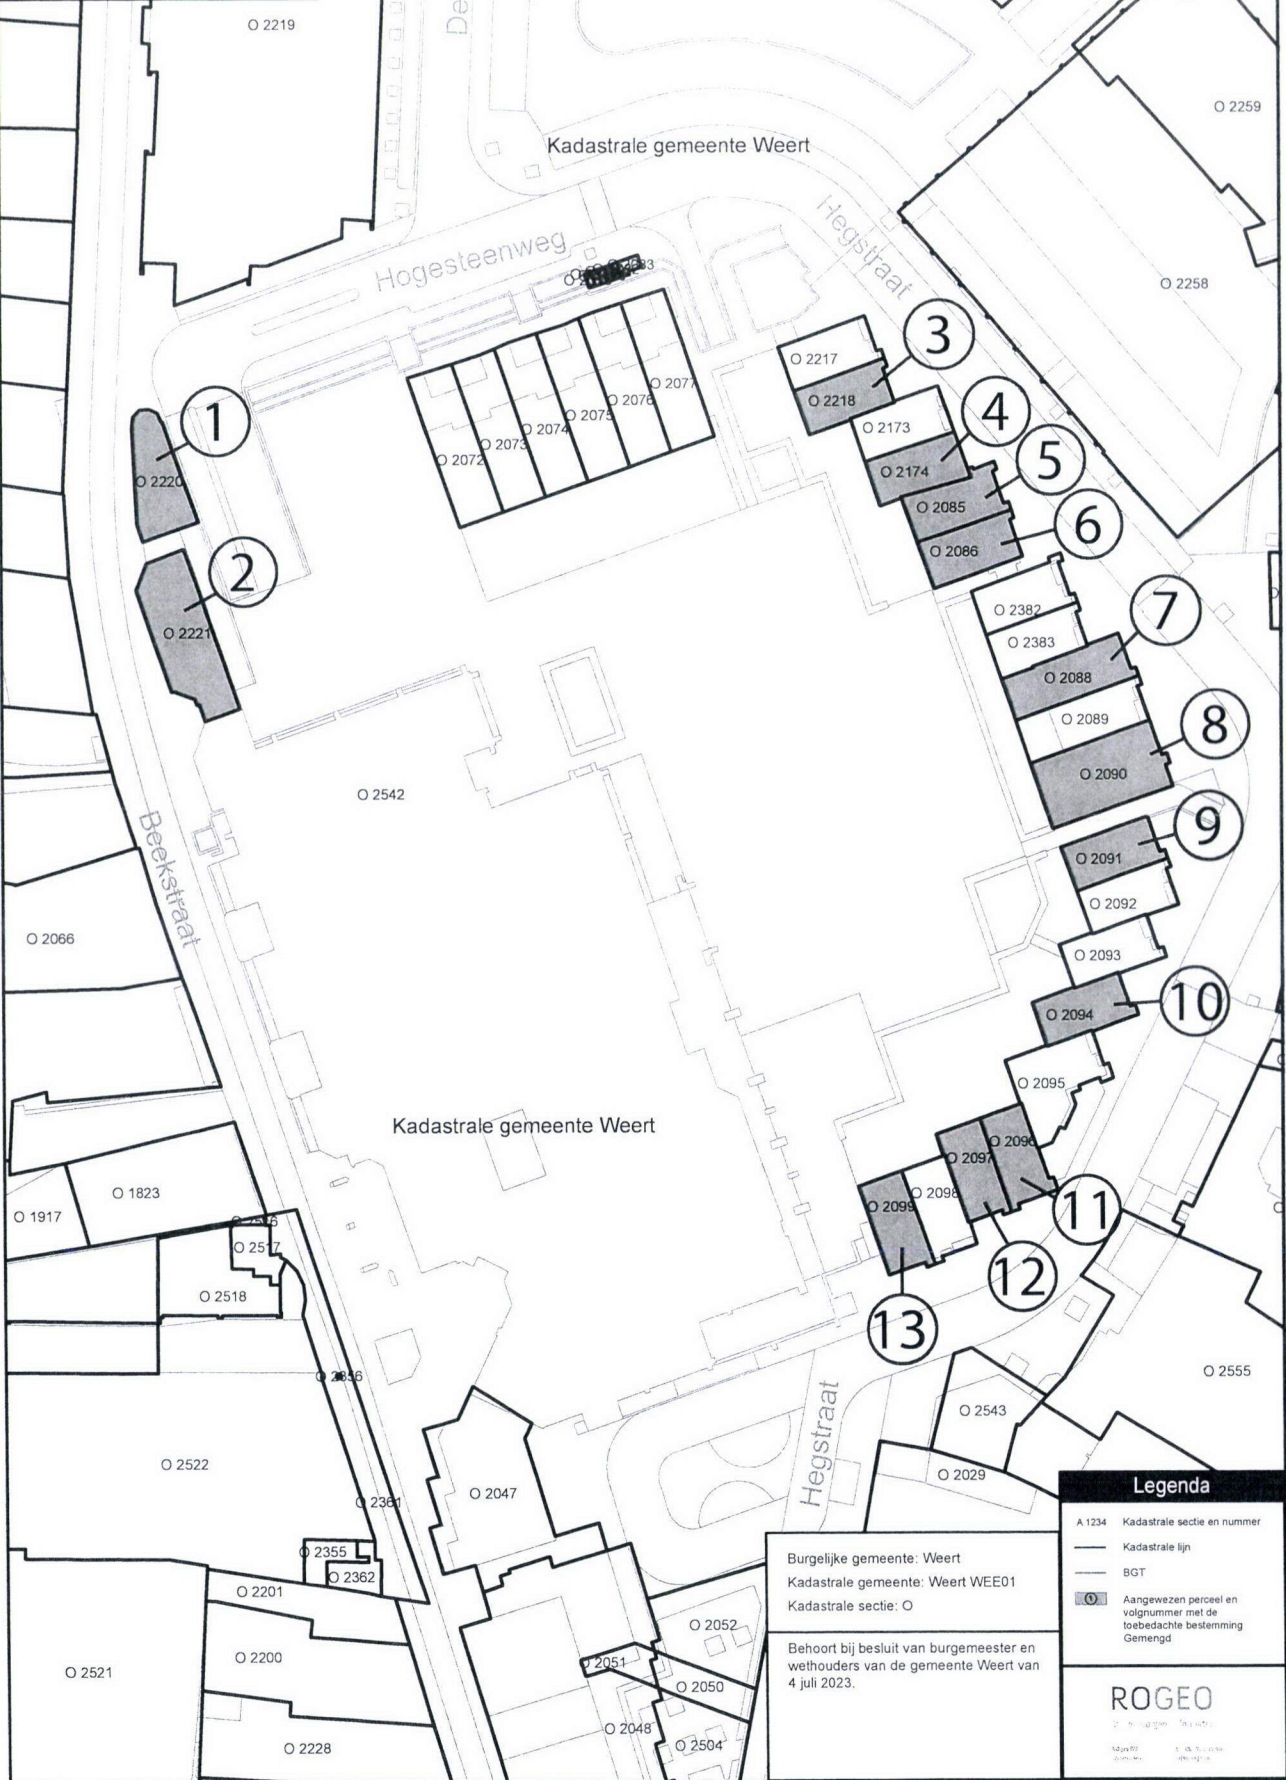 O 2219
De
O 2259
Kadastrale gemeente Weert
Hegstraat
Hogesteenweg
O 2258
O 2217
3
O 2218
O 2077
O 2076
O 2075
O 2074
O 2073
O 2072
1
O 2220
O 2173
4
O 2174
5
O 2085
6
O 2086
2
O 2221
O 2382
7
O 2383
O 2088
O 2089
8
O 2090
O 2542
9
O 2091
Beekstraat
O 2092
O 2066
O 2093
10
O 2094
O 2095
Kadastrale gemeente Weert
O 2096
O 2097
O 2098
O 2099
11
12
13
O 1823
O 1917
O 2517
O 2518
O 2555
O 2543
O 2522
O 2029
O 2047
Hegstraat
O 2361
O 2355
O 2362
O 2201
O 2200
O 2521
O 2228
O 2052
O 2051
O 2050
O 2048
O 2504
Burgelijke gemeente: Weert
Kadastrale gemeente: Weert WEE01
Kadastrale sectie: O
Behoort bij besluit van burgemeester en
wethouders van de gemeente Weert van
4 juli 2023.
Legenda
A 1234 Kadastrale sectie en nummer
Kadastrale lijn
BGT
1 Aangewezen perceel en
volgnummer met de
toebedachte bestemming
Gemengd
ROGEO